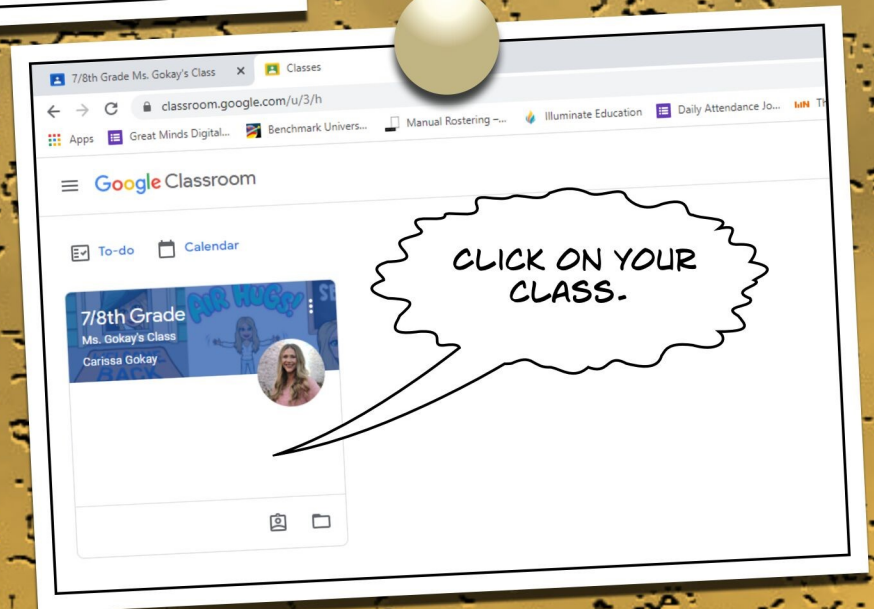 7/8th Grade Ms. Gokay's Class
Classes
classroom.google.com/u/3/h
Apps Great Minds Digital... Benchmark Univers... Manual Rostering –... Illuminate Education Daily Attendance Jo... Th
Google Classroom
To-do Calendar
CLICK ON YOUR
CLASS.
AIR HUGS!
7/8th Grade
Ms. Gokay's Class
Carissa Gokay
BACK